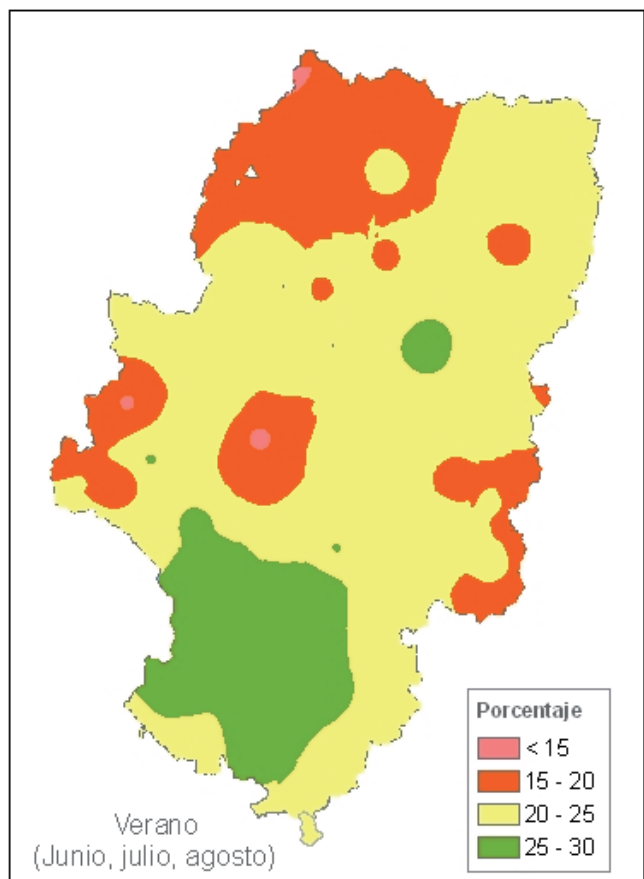 Porcentaje
< 15
15 - 20
20 - 25
25 - 30
Verano
(Junio, julio, agosto)